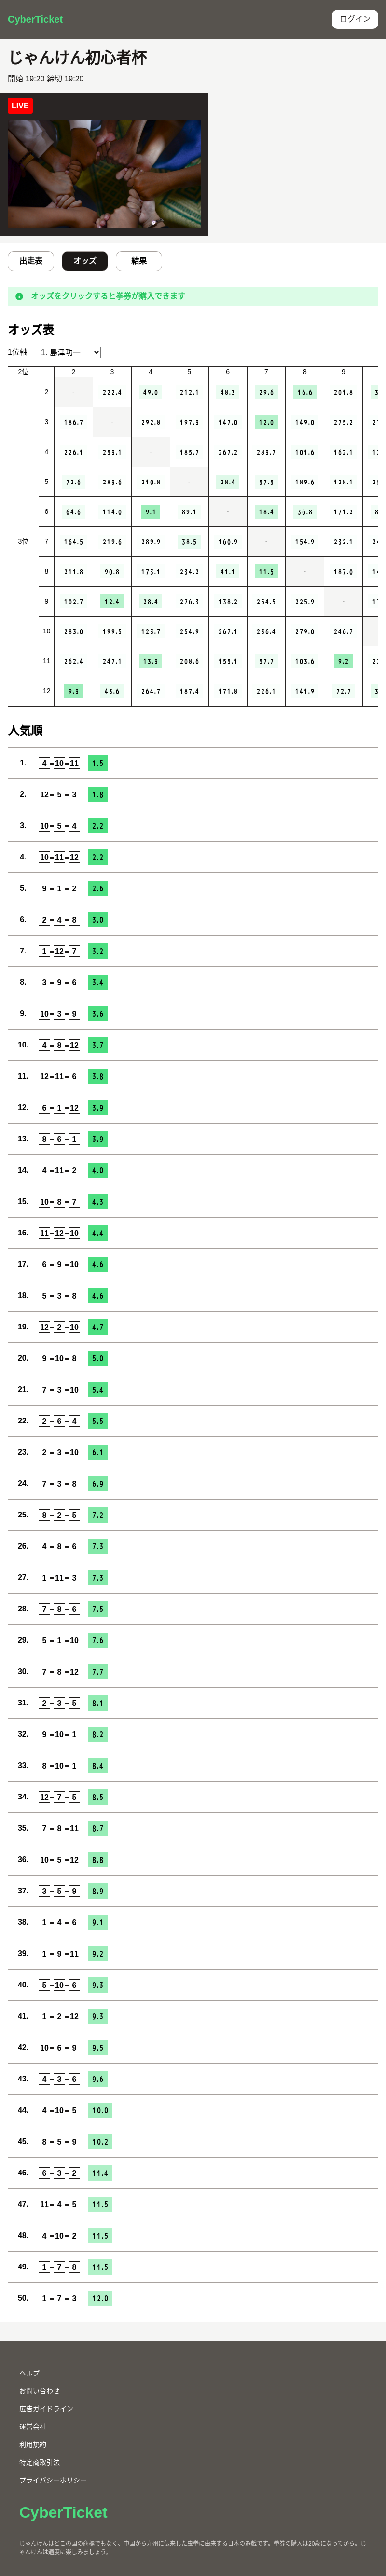 CyberTicket
ログイン
じゃんけん初心者杯
開始 19:20 締切 19:20
LIVE
出走表 オッズ 結果
オッズをクリックすると拳券が購入できます
オッズ表
1位軸 1. 島津功一
2位 2 3 4 5 6 7 8 9
3位
2 - 222.4 49.0 212.1 48.3 29.6 16.6 201.8
3 186.7 - 292.8 197.3 147.0 12.0 149.0 275.2
4 226.1 253.1 - 185.7 267.2 283.7 101.6 162.1
5 72.6 283.6 210.8 - 28.4 57.5 189.6 128.1
6 64.6 114.0 9.1 89.1 - 18.4 36.8 171.2
7 164.5 219.6 289.9 38.5 160.9 - 154.9 232.1
8 211.8 90.8 173.1 234.2 41.1 11.5 - 187.0
9 102.7 12.4 28.4 276.3 138.2 254.5 225.9 -
10 283.0 199.5 123.7 254.9 267.1 236.4 279.0 246.7
11 262.4 247.1 13.3 208.6 155.1 57.7 103.6 9.2
12 9.3 43.6 264.7 187.4 171.8 226.1 141.9 72.7
人気順
1. 4-10-11 1.5
2. 12-5-3 1.8
3. 10-5-4 2.2
4. 10-11-12 2.2
5. 9-1-2 2.6
6. 2-4-8 3.0
7. 1-12-7 3.2
8. 3-9-6 3.4
9. 10-3-9 3.6
10. 4-8-12 3.7
11. 12-11-6 3.8
12. 6-1-12 3.9
13. 8-6-1 3.9
14. 4-11-2 4.0
15. 10-8-7 4.3
16. 11-12-10 4.4
17. 6-9-10 4.6
18. 5-3-8 4.6
19. 12-2-10 4.7
20. 9-10-8 5.0
21. 7-3-10 5.4
22. 2-6-4 5.5
23. 2-3-10 6.1
24. 7-3-8 6.9
25. 8-2-5 7.2
26. 4-8-6 7.3
27. 1-11-3 7.3
28. 7-8-6 7.5
29. 5-1-10 7.6
30. 7-8-12 7.7
31. 2-3-5 8.1
32. 9-10-1 8.2
33. 8-10-1 8.4
34. 12-7-5 8.5
35. 7-8-11 8.7
36. 10-5-12 8.8
37. 3-5-9 8.9
38. 1-4-6 9.1
39. 1-9-11 9.2
40. 5-10-6 9.3
41. 1-2-12 9.3
42. 10-6-9 9.5
43. 4-3-6 9.6
44. 4-10-5 10.0
45. 8-5-9 10.2
46. 6-3-2 11.4
47. 11-4-5 11.5
48. 4-10-2 11.5
49. 1-7-8 11.5
50. 1-7-3 12.0
ヘルプ
お問い合わせ
広告ガイドライン
運営会社
利用規約
特定商取引法
プライバシーポリシー
CyberTicket
じゃんけんはどこの国の商標でもなく、中国から九州に伝来した虫拳に由来する日本の遊戯です。拳券の購入は20歳になってから。じ
ゃんけんは適度に楽しみましょう。